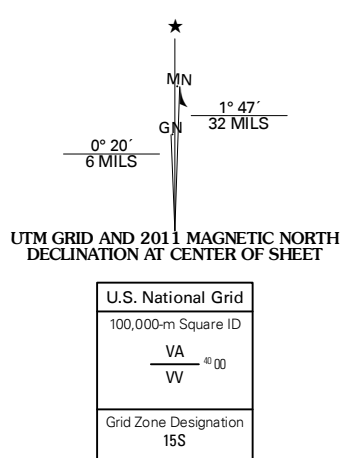 ★
MN
1° 47´
32 MILS
GN
0° 20´
6 MILS
UTM GRID AND 2011 MAGNETIC NORTH
DECLINATION AT CENTER OF SHEET
U.S. National Grid
100,000-m Square ID
VA
40 00
VV
Grid Zone Designation
15S